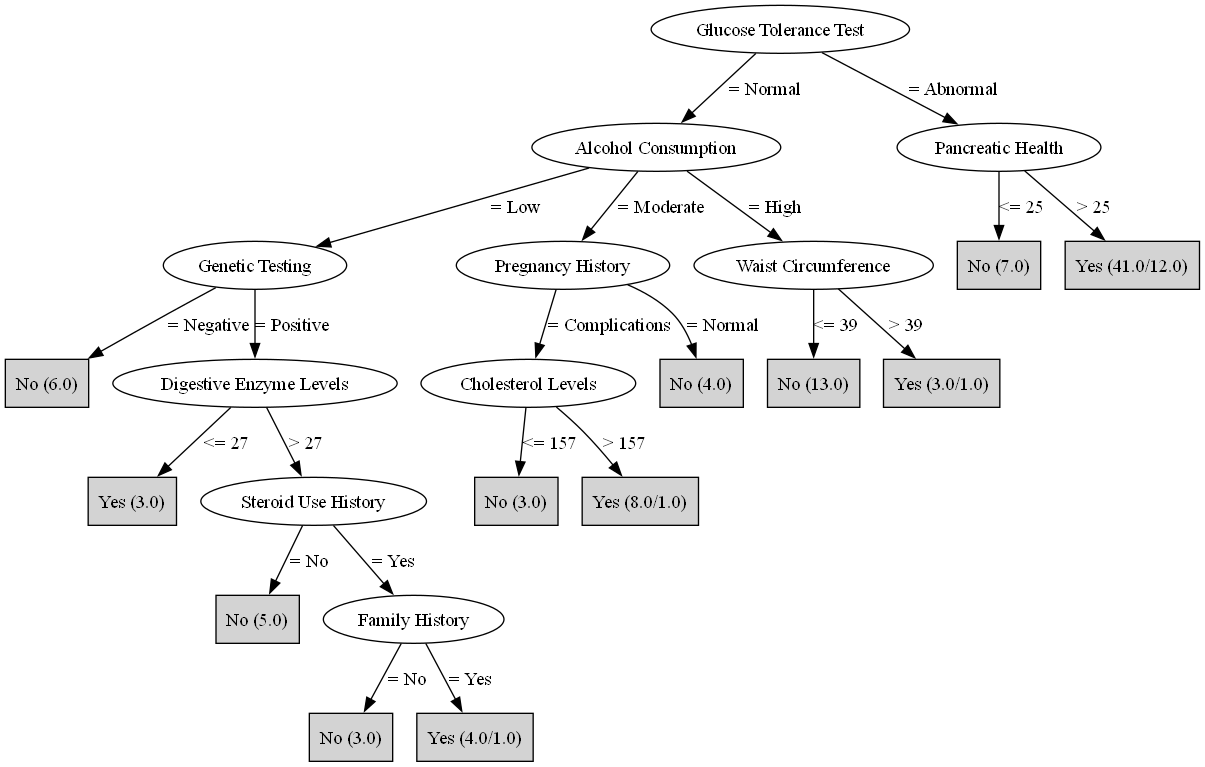 Glucose Tolerance Test
= Normal
= Abnormal
Alcohol Consumption
Pancreatic Health
= Low
= Moderate
= High
<= 25
> 25
Genetic Testing
Pregnancy History
Waist Circumference
No (7.0)
Yes (41.0/12.0)
= Negative
= Positive
= Complications
= Normal
<= 39
> 39
No (6.0)
Digestive Enzyme Levels
Cholesterol Levels
No (4.0)
No (13.0)
Yes (3.0/1.0)
<= 27
> 27
<= 157
> 157
Yes (3.0)
Steroid Use History
No (3.0)
Yes (8.0/1.0)
= No
= Yes
No (5.0)
Family History
= No
= Yes
No (3.0)
Yes (4.0/1.0)